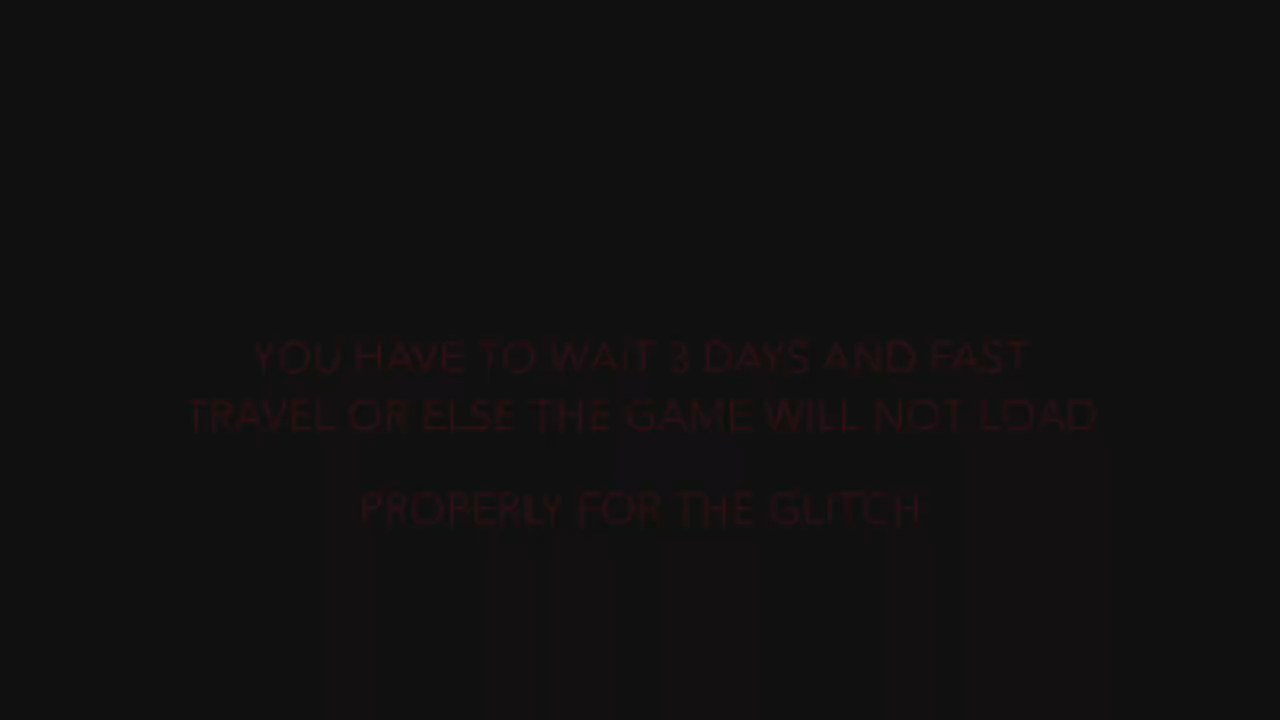 YOU HAVE TO WAIT 3 DAYS AND FAST
TRAVEL OR ELSE THE GAME WILL NOT LOAD
PROPERLY FOR THE GLITCH